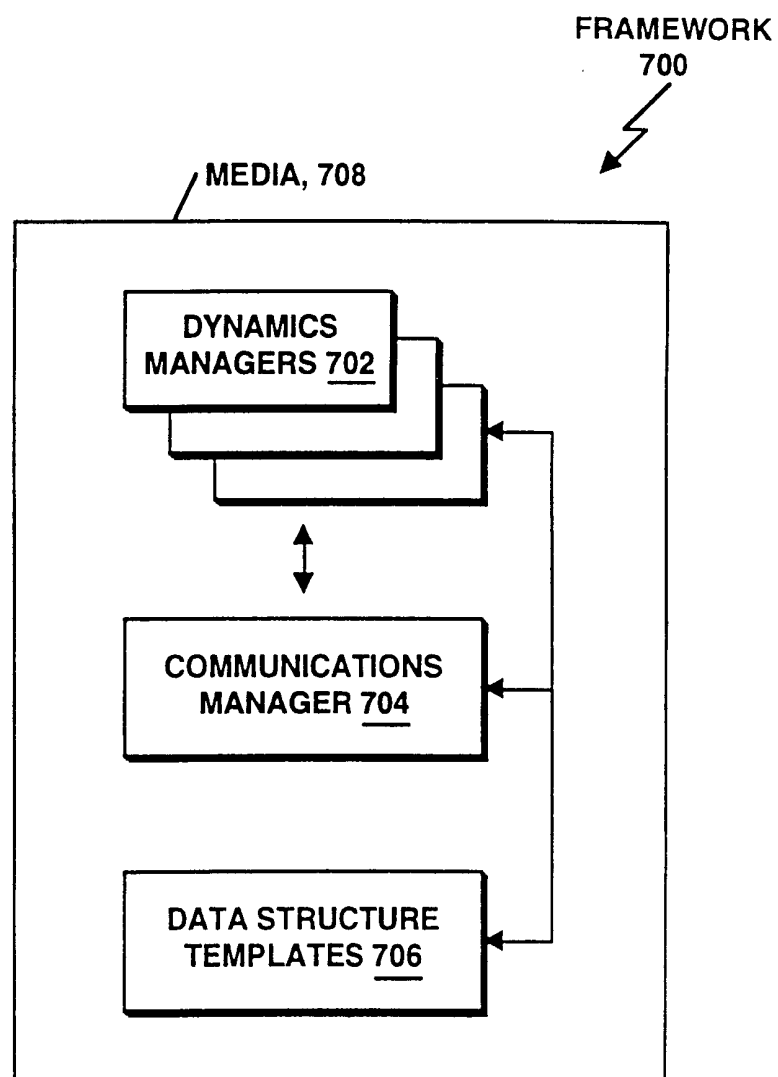 FRAMEWORK
700
MEDIA, 708
DYNAMICS
MANAGERS 702
COMMUNICATIONS
MANAGER 704
DATA STRUCTURE
TEMPLATES 706